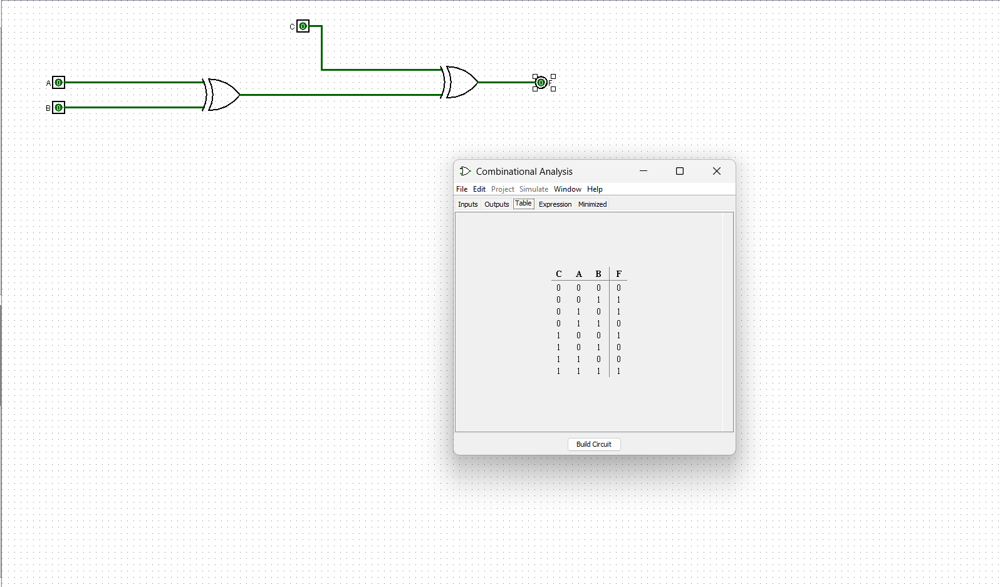 C 0
A 0
B 0
0 F
Combinational Analysis
File Edit Project Simulate Window Help
Inputs Outputs Table Expression Minimized
C A B F
0 0 0 0
0 0 1 1
0 1 0 1
0 1 1 0
1 0 0 1
1 0 1 0
1 1 0 0
1 1 1 1
Build Circuit